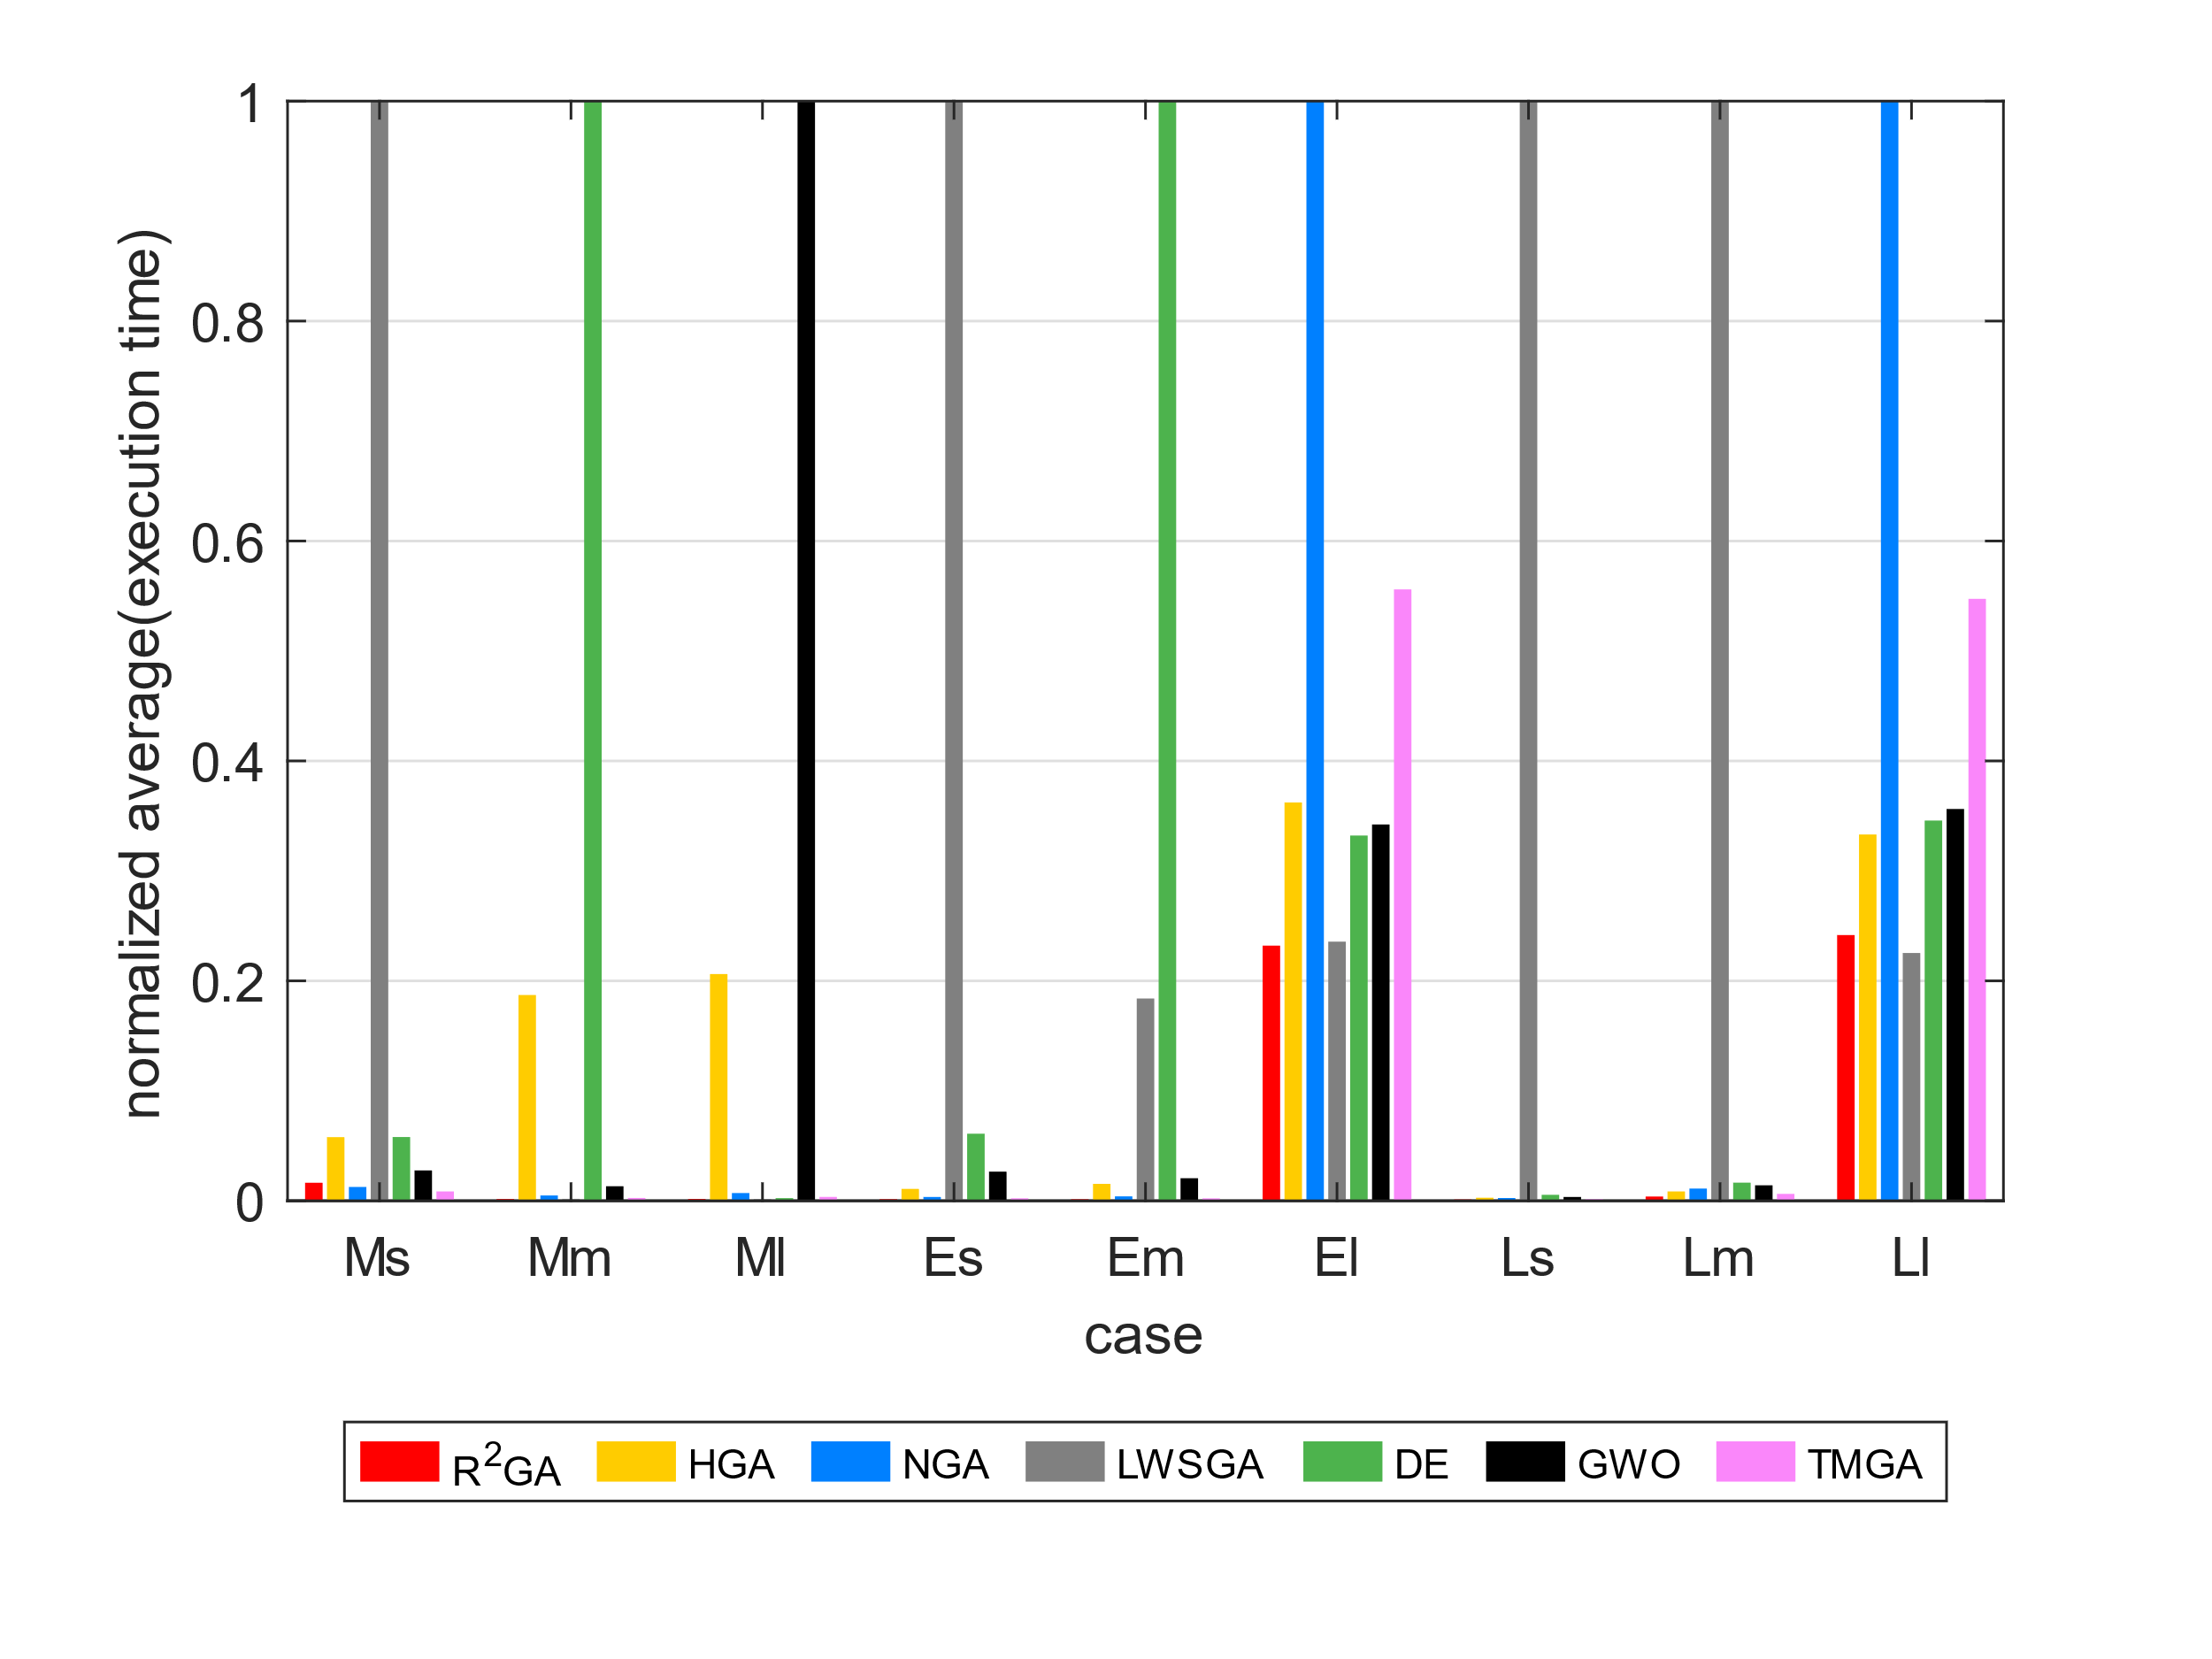 normalized average(execution time)
1
0.8
0.6
0.4
0.2
0
Ms Mm Ml Es Em El Ls Lm Ll
case
R²GA HGA NGA LWSGA DE GWO TMGA